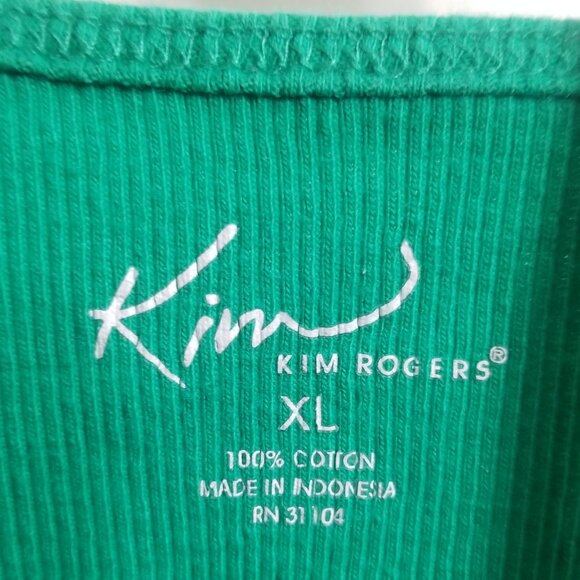 Kim
KIM ROGERS®
XL
100% COTTON
MADE IN INDONESIA
RN 31104